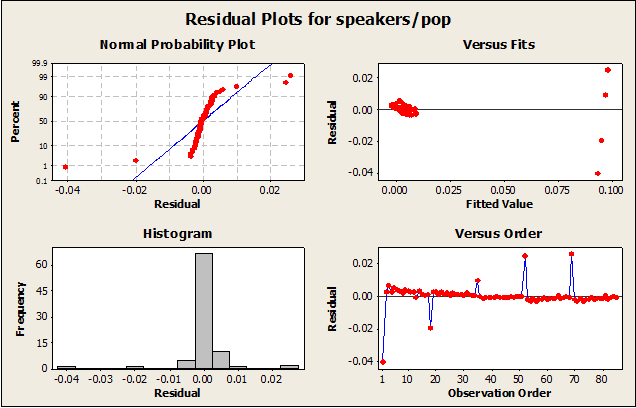 Residual Plots for speakers/pop
Normal Probability Plot
99.9
99
90
50
10
1
0.1
Percent
-0.04 -0.02 0.00 0.02
Residual
Versus Fits
0.02
0.00
-0.02
-0.04
Residual
0.000 0.025 0.050 0.075 0.100
Fitted Value
Histogram
60
45
30
15
0
Frequency
-0.04 -0.03 -0.02 -0.01 0.00 0.01 0.02
Residual
Versus Order
0.02
0.00
-0.02
-0.04
Residual
1 10 20 30 40 50 60 70 80
Observation Order